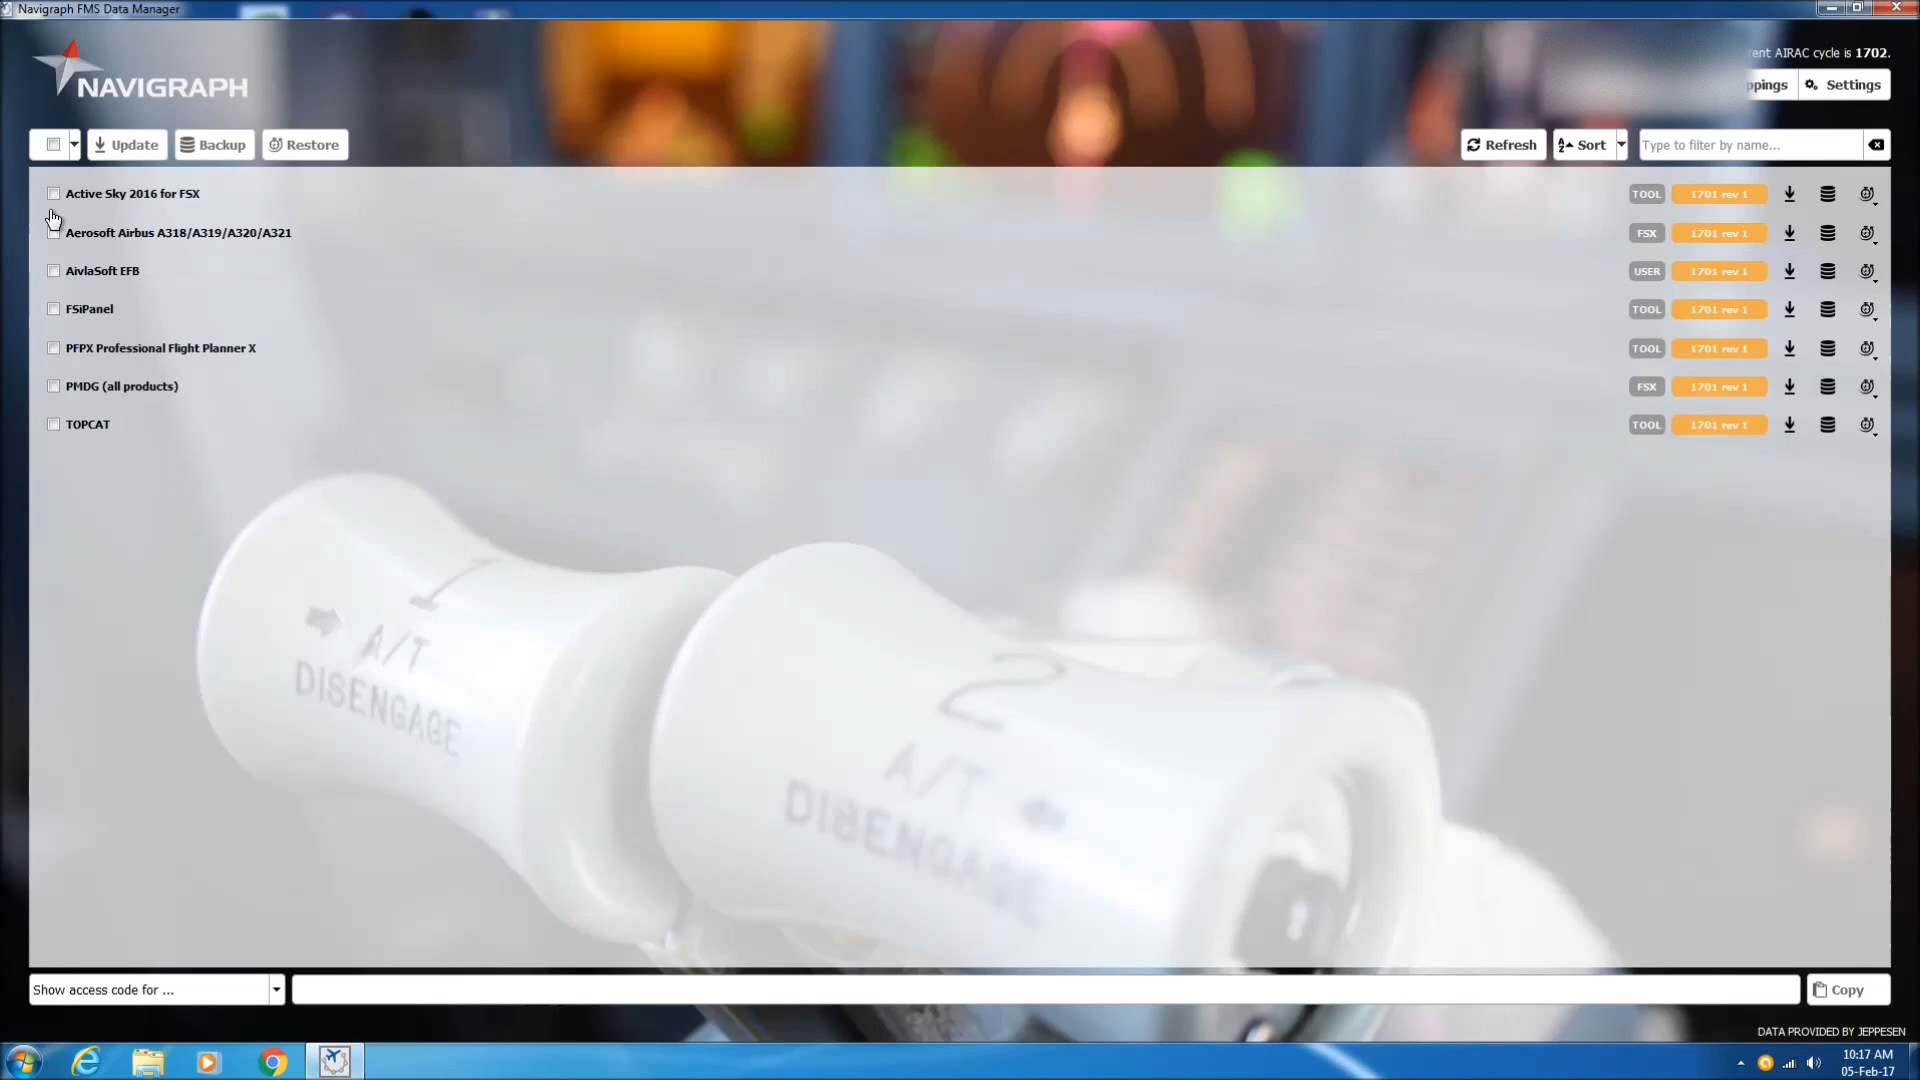 Navigraph FMS Data Manager
NAVIGRAPH
rent AIRAC cycle is 1702.
ppings Settings
Update Backup Restore Refresh Sort Type to filter by name...
Active Sky 2016 for FSX TOOL 1701 rev 1
Aerosoft Airbus A318/A319/A320/A321 FSX 1701 rev 1
AivlaSoft EFB USER 1701 rev 1
FSiPanel TOOL 1701 rev 1
PFPX Professional Flight Planner X TOOL 1701 rev 1
PMDG (all products) FSX 1701 rev 1
TOPCAT TOOL 1701 rev 1
1
A/T
DISENGAGE
2
A/T
DISENGAGE
Show access code for ... Copy
DATA PROVIDED BY JEPPESEN
10:17 AM
05-Feb-17